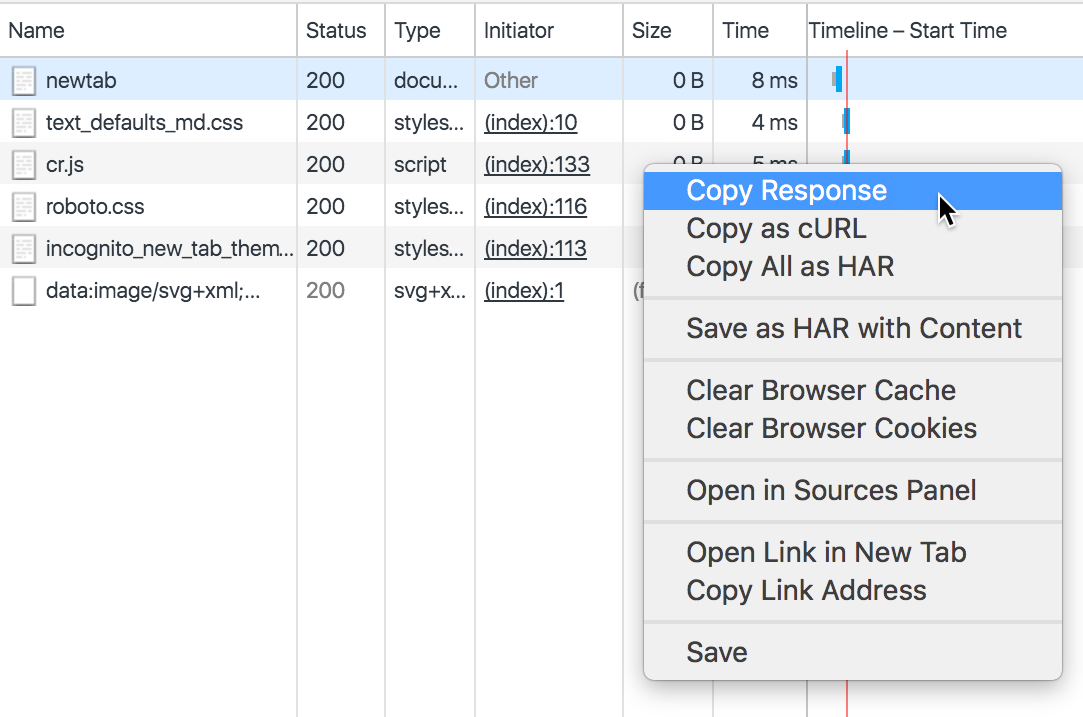 Name Status Type Initiator Size Time Timeline – Start Time
newtab 200 docu... Other 0 B 8 ms
text_defaults_md.css 200 styles... (index):10 0 B 4 ms
cr.js 200 script (index):133 0 B 5 ms
roboto.css 200 styles... (index):116
incognito_new_tab_them... 200 styles... (index):113
data:image/svg+xml;... 200 svg+x... (index):1 (f
Copy Response
Copy as cURL
Copy All as HAR
Save as HAR with Content
Clear Browser Cache
Clear Browser Cookies
Open in Sources Panel
Open Link in New Tab
Copy Link Address
Save